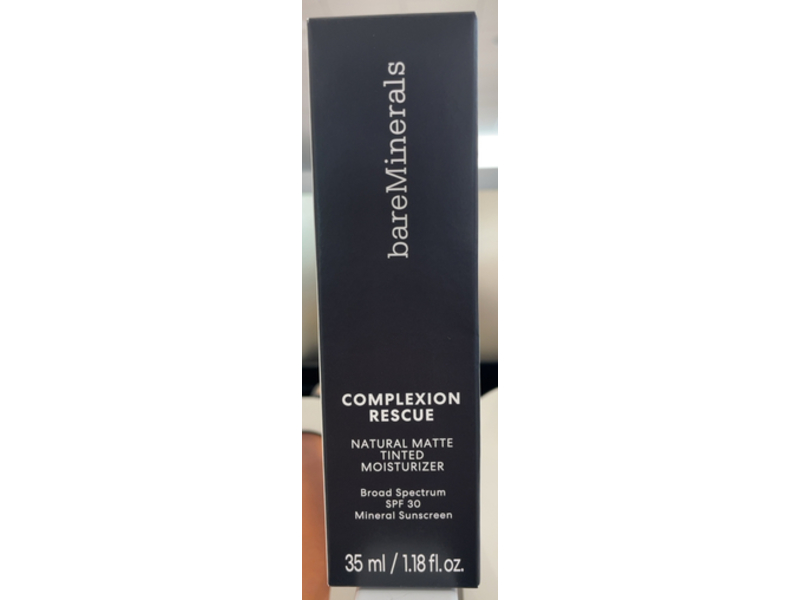 bareMinerals
COMPLEXION
RESCUE
NATURAL MATTE
TINTED
MOISTURIZER
Broad Spectrum
SPF 30
Mineral Sunscreen
35 ml / 1.18 fl. oz.